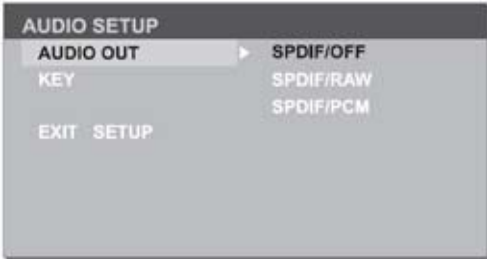 AUDIO SETUP
AUDIO OUT SPDIF/OFF
KEY SPDIF/RAW
SPDIF/PCM
EXIT SETUP